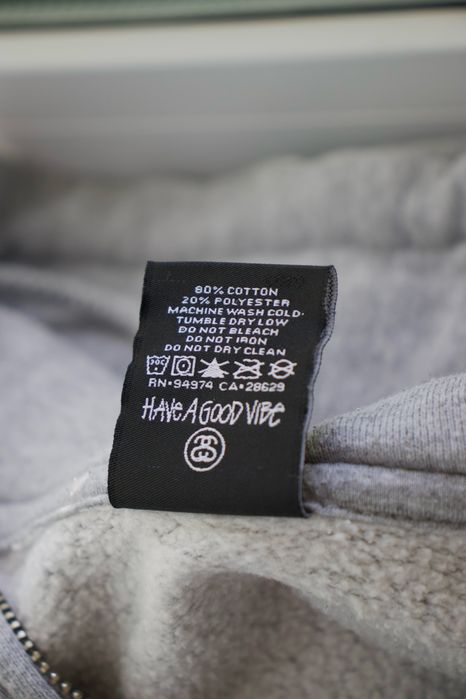 80% COTTON
20% POLYESTER
MACHINE WASH COLD·
TUMBLE DRY LOW
DO NOT BLEACH
DO NOT IRON
DO NOT DRY CLEAN
RN·94974 CA·28629
HAVE A GOOD VIBE